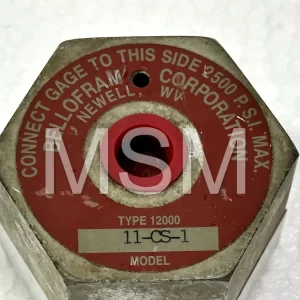 CONNECT GAGE TO THIS SIDE 2500 P.S.I. MAX.
BELLOFRAM CORPORATION
NEWELL, WV
MSM
TYPE 12000
11-CS-1
MODEL